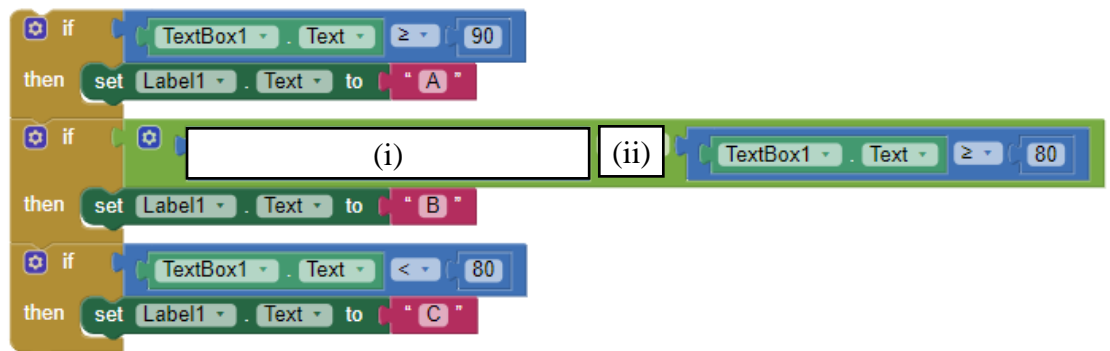 if TextBox1 . Text ≥ 90
then set Label1 . Text to " A "
if (i) (ii) TextBox1 . Text ≥ 80
then set Label1 . Text to " B "
if TextBox1 . Text < 80
then set Label1 . Text to " C "